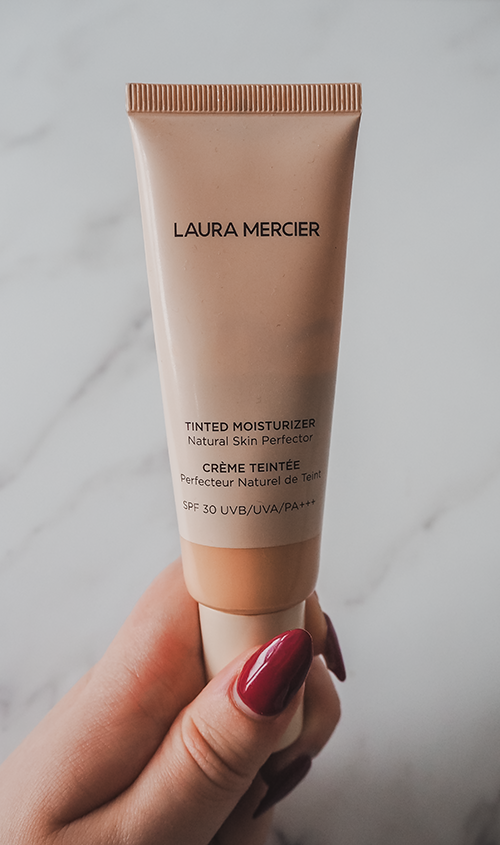 LAURA MERCIER
TINTED MOISTURIZER
Natural Skin Perfector
CRÈME TEINTÉE
Perfecteur Naturel de Teint
SPF 30 UVB/UVA/PA+++